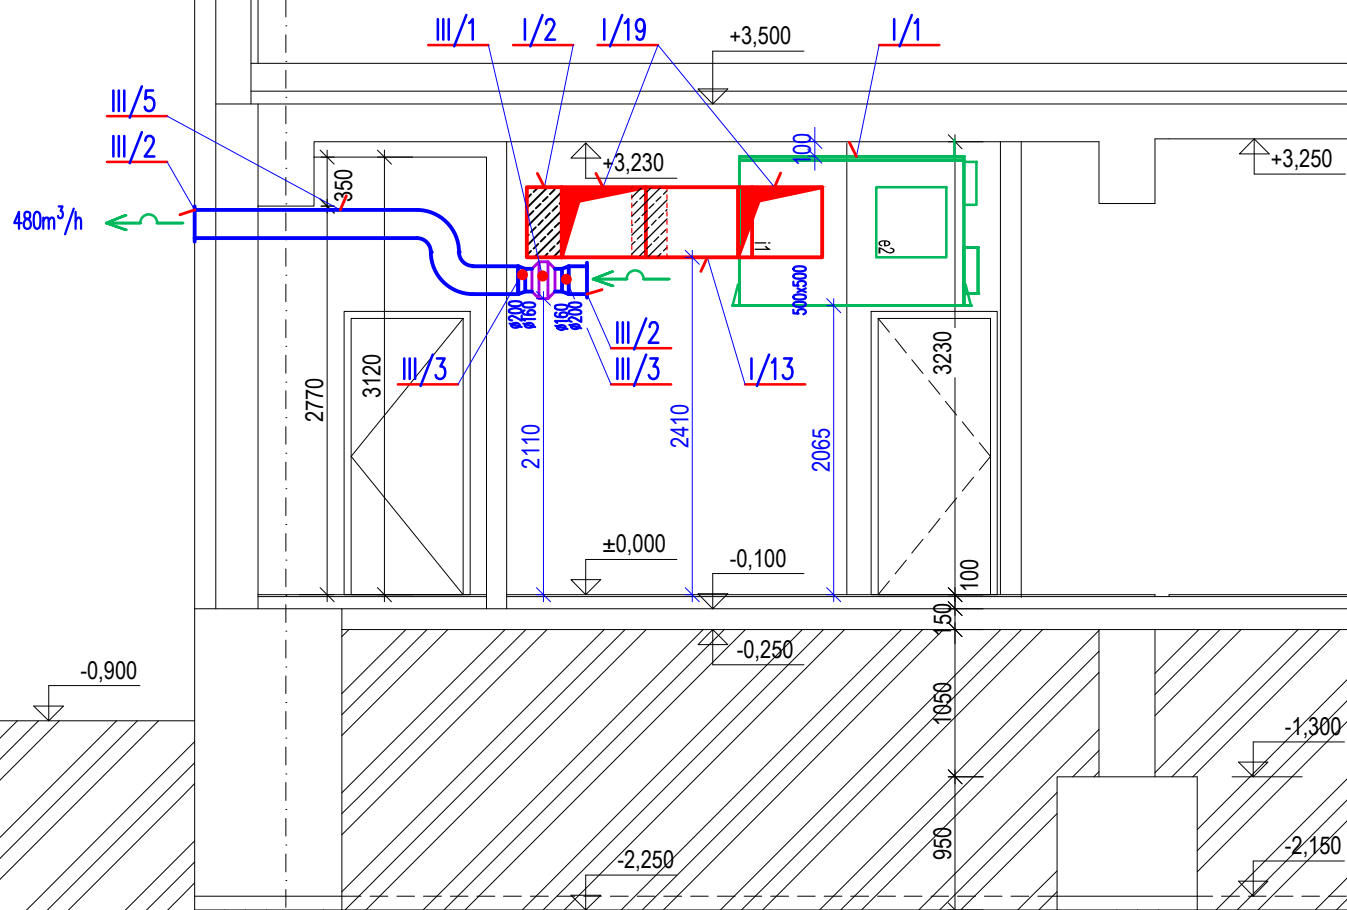 III/1
I/2
I/19
I/1
+3,500
III/5
III/2
100
+3,230
+3,250
350
480m³/h
i1
e2
500x500
ø200
ø160
ø160
ø200
III/2
III/3
III/3
I/13
2770
3120
3230
2110
2410
2065
±0,000
-0,100
100
150
-0,250
-0,900
1050
-1,300
950
-2,250
-2,150